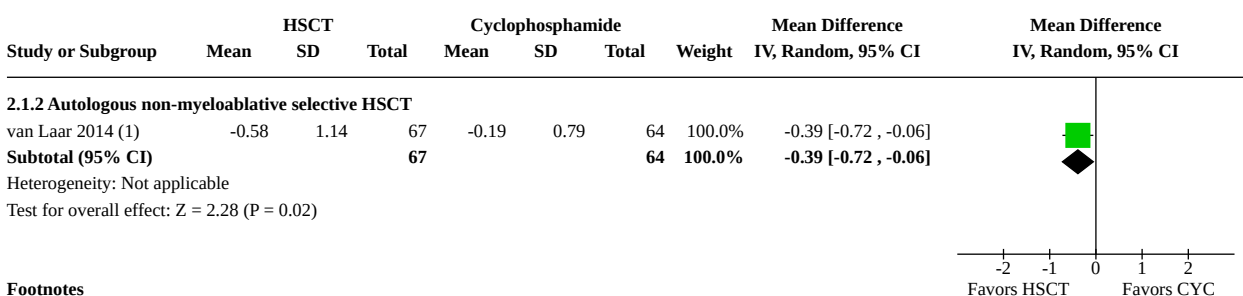 HSCT Cyclophosphamide Mean Difference Mean Difference
Study or Subgroup Mean SD Total Mean SD Total Weight IV, Random, 95% CI IV, Random, 95% CI
2.1.2 Autologous non-myeloablative selective HSCT
van Laar 2014 (1) -0.58 1.14 67 -0.19 0.79 64 100.0% -0.39 [-0.72 , -0.06]
Subtotal (95% CI) 67 64 100.0% -0.39 [-0.72 , -0.06]
Heterogeneity: Not applicable
Test for overall effect: Z = 2.28 (P = 0.02)
-2 -1 0 1 2
Footnotes Favors HSCT Favors CYC